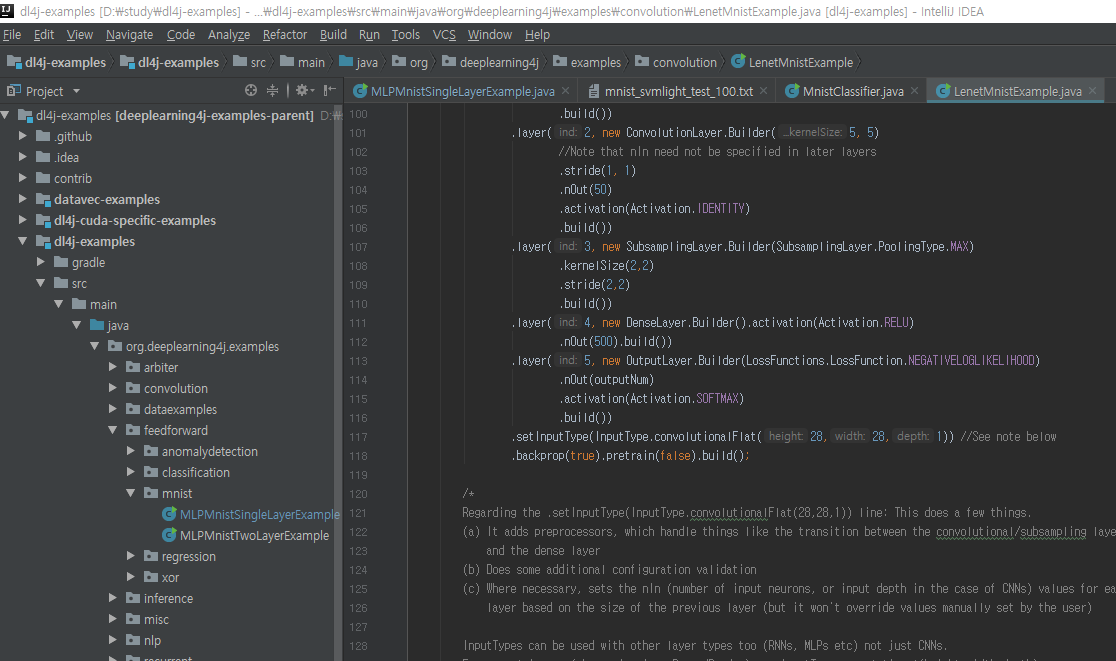 dl4j-examples [D:₩study₩dl4j-examples] - ...₩dl4j-examples₩src₩main₩java₩org₩deeplearning4j₩examples₩convolution₩LenetMnistExample.java [dl4j-examples] - IntelliJ IDEA
File Edit View Navigate Code Analyze Refactor Build Run Tools VCS Window Help
dl4j-examples dl4j-examples src main java org deeplearning4j examples convolution LenetMnistExample
Project
MLPMnistSingleLayerExample.java mnist_svmlight_test_100.txt MnistClassifier.java LenetMnistExample.java
dl4j-examples [deeplearning4j-examples-parent]
.github
.idea
contrib
datavec-examples
dl4j-cuda-specific-examples
dl4j-examples
gradle
src
main
java
org.deeplearning4j.examples
arbiter
convolution
dataexamples
feedforward
anomalydetection
classification
mnist
MLPMnistSingleLayerExample
MLPMnistTwoLayerExample
regression
xor
inference
misc
nlp
recurrent
100 .build())
101 .layer( ind: 2, new ConvolutionLayer.Builder( ...kernelSize: 5, 5)
102 //Note that nIn need not be specified in later layers
103 .stride(1, 1)
104 .nOut(50)
105 .activation(Activation.IDENTITY)
106 .build())
107 .layer( ind: 3, new SubsamplingLayer.Builder(SubsamplingLayer.PoolingType.MAX)
108 .kernelSize(2,2)
109 .stride(2,2)
110 .build())
111 .layer( ind: 4, new DenseLayer.Builder().activation(Activation.RELU)
112 .nOut(500).build())
113 .layer( ind: 5, new OutputLayer.Builder(LossFunctions.LossFunction.NEGATIVELOGLIKELIHOOD)
114 .nOut(outputNum)
115 .activation(Activation.SOFTMAX)
116 .build())
117 .setInputType(InputType.convolutionalFlat( height: 28, width: 28, depth: 1)) //See note below
118 .backprop(true).pretrain(false).build();
119
120 /*
121 Regarding the .setInputType(InputType.convolutionalFlat(28,28,1)) line: This does a few things.
122 (a) It adds preprocessors, which handle things like the transition between the convolutional/subsampling laye
123 and the dense layer
124 (b) Does some additional configuration validation
125 (c) Where necessary, sets the nIn (number of input neurons, or input depth in the case of CNNs) values for ea
126 layer based on the size of the previous layer (but it won't override values manually set by the user)
127
128 InputTypes can be used with other layer types too (RNNs, MLPs etc) not just CNNs.